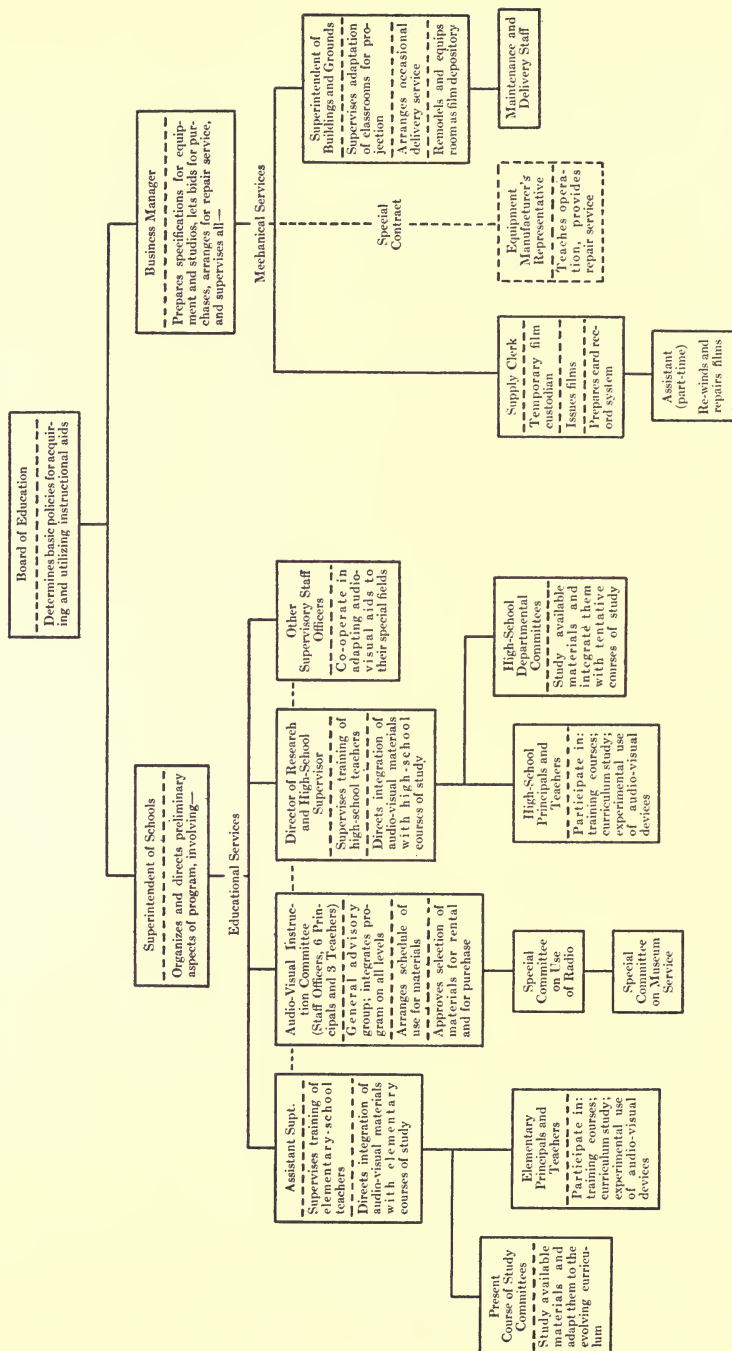 Board of Education
Determines basic policies for acquir-
ing and utilizing instructional aids
Superintendent of Schools
Organizes and directs preliminary
aspects of program, involving—
Educational Services
Assistant Supt.
Supervises training of
elementary-school
teachers
Directs integration of
audio-visual materials
with elementary
courses of study
Present
Course of Study
Committees
Study available
materials and
adapt them to the
evolving curricu-
lum
Elementary
Principals and
Teachers
Participate in:
training courses;
curriculum study;
experimental use
of audio-visual
devices
Audio-Visual Instruc-
tion Committee
(Staff Officers, 6 Prin-
cipals and 3 Teachers)
General advisory
group; integrates pro-
gram on all levels
Arranges schedule of
use for materials
Approves selection of
materials for rental
and for purchase
Special
Committee
on Use
of Radio
Special
Committee
on Museum
Service
Director of Research
and High-School
Supervisor
Supervises training of
high-school teachers
Directs integration of
audio-visual materials
with high-school
courses of study
High-School
Principals and
Teachers
Participate in:
training courses;
curriculum study;
experimental use
of audio-visual
devices
High-School
Departmental
Committees
Study available
materials and
integrate them
with tentative
courses of study
Other
Supervisory Staff
Officers
Co-operate in
adapting audio-
visual aids to
their special fields
Business Manager
Prepares specifications for equip-
ment and studios, lets bids for pur-
chases, arranges for repair service,
and supervises all—
Mechanical Services
Supply Clerk
Temporary film
custodian
Issues films
Prepares card rec-
ord system
Assistant
(part-time)
Re-winds and
repairs films
Special
Contract
Equipment
Manufacturer's
Representative
Teaches opera-
tion, provides
repair service
Superintendent of
Buildings and Grounds
Supervises adaptation
of classrooms for pro-
jection
Arranges occasional
delivery service
Remodels and equips
room as film depository
Maintenance and
Delivery Staff